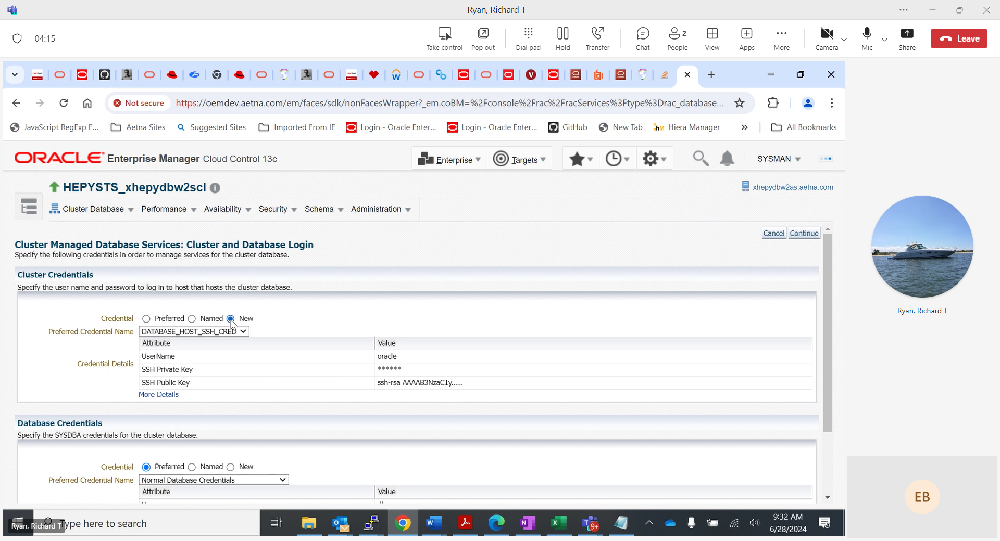 Ryan, Richard T
04:15
Take control
Pop out
Dial pad
Hold
Transfer
Chat
2
People
View
Apps
More
Camera
Mic
Share
Leave
Not secure
https://oemdev.aetna.com/em/faces/sdk/nonFacesWrapper?_em.coBM=%2Fconsole%2Frac%2FracServices%3Ftype%3Drac_database...
JavaScript RegExp E...
Aetna Sites
Suggested Sites
Imported From IE
Login - Oracle Enter...
Login - Oracle Enter...
GitHub
New Tab
hM Hiera Manager
»
All Bookmarks
ORACLE Enterprise Manager Cloud Control 13c
Enterprise
Targets
SYSMAN
HEPYSTS_xhepydbw2scl
xhepydbw2as.aetna.com
Cluster Database
Performance
Availability
Security
Schema
Administration
Cancel
Continue
Cluster Managed Database Services: Cluster and Database Login
Specify the following credentials in order to manage services for the cluster database.
Cluster Credentials
Specify the user name and password to log in to host that hosts the cluster database.
Credential Preferred Named New
Preferred Credential Name DATABASE_HOST_SSH_CRED
Attribute Value
UserName oracle
Credential Details
SSH Private Key ******
SSH Public Key ssh-rsa AAAAB3NzaC1y.....
More Details
Database Credentials
Specify the SYSDBA credentials for the cluster database.
Credential Preferred Named New
Preferred Credential Name Normal Database Credentials
Attribute Value
Ryan, Richard T
EB
Ryan, Richard T
Type here to search
9+
9:32 AM
6/28/2024